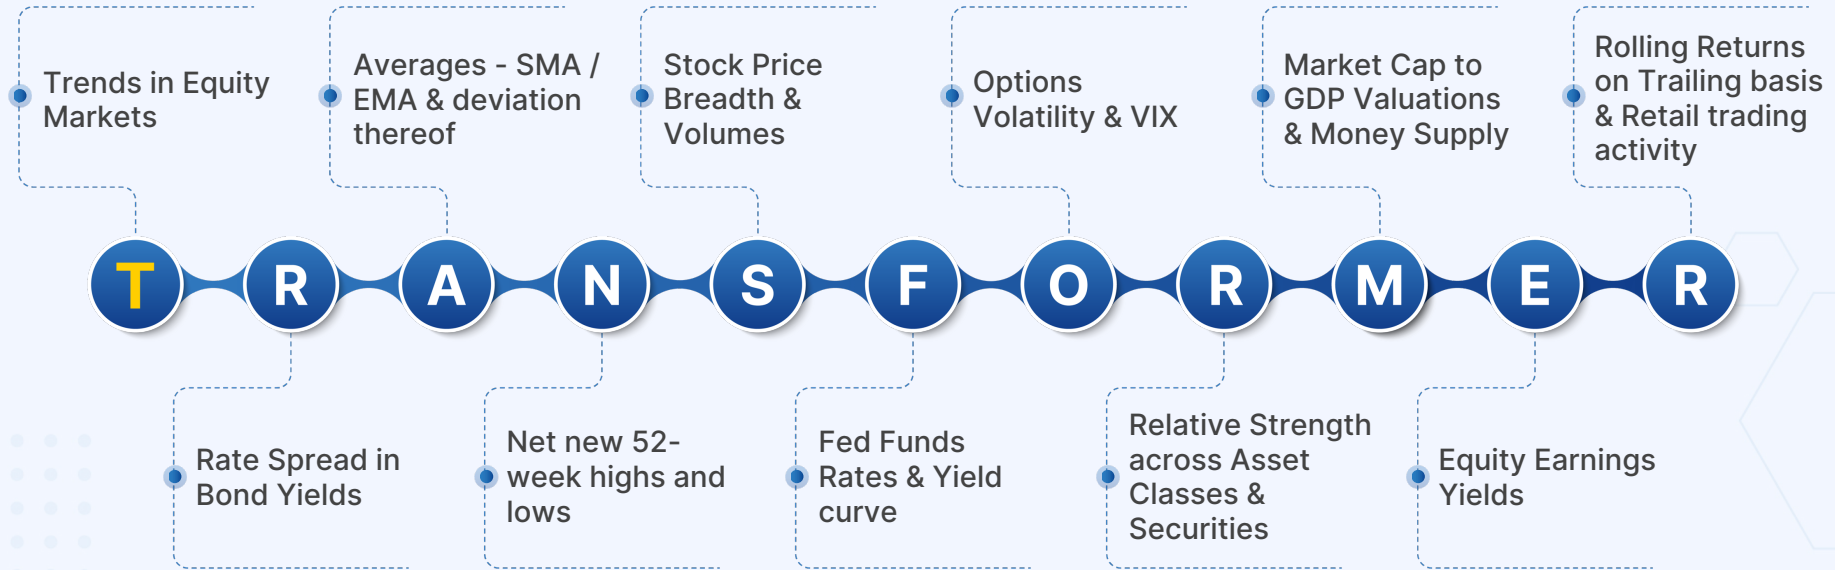 Trends in Equity
Markets
Averages - SMA /
EMA & deviation
thereof
Stock Price
Breadth &
Volumes
Options
Volatility & VIX
Market Cap to
GDP Valuations
& Money Supply
Rolling Returns
on Trailing basis
& Retail trading
activity
T R A N S F O R M E R
Rate Spread in
Bond Yields
Net new 52-
week highs and
lows
Fed Funds
Rates & Yield
curve
Relative Strength
across Asset
Classes &
Securities
Equity Earnings
Yields